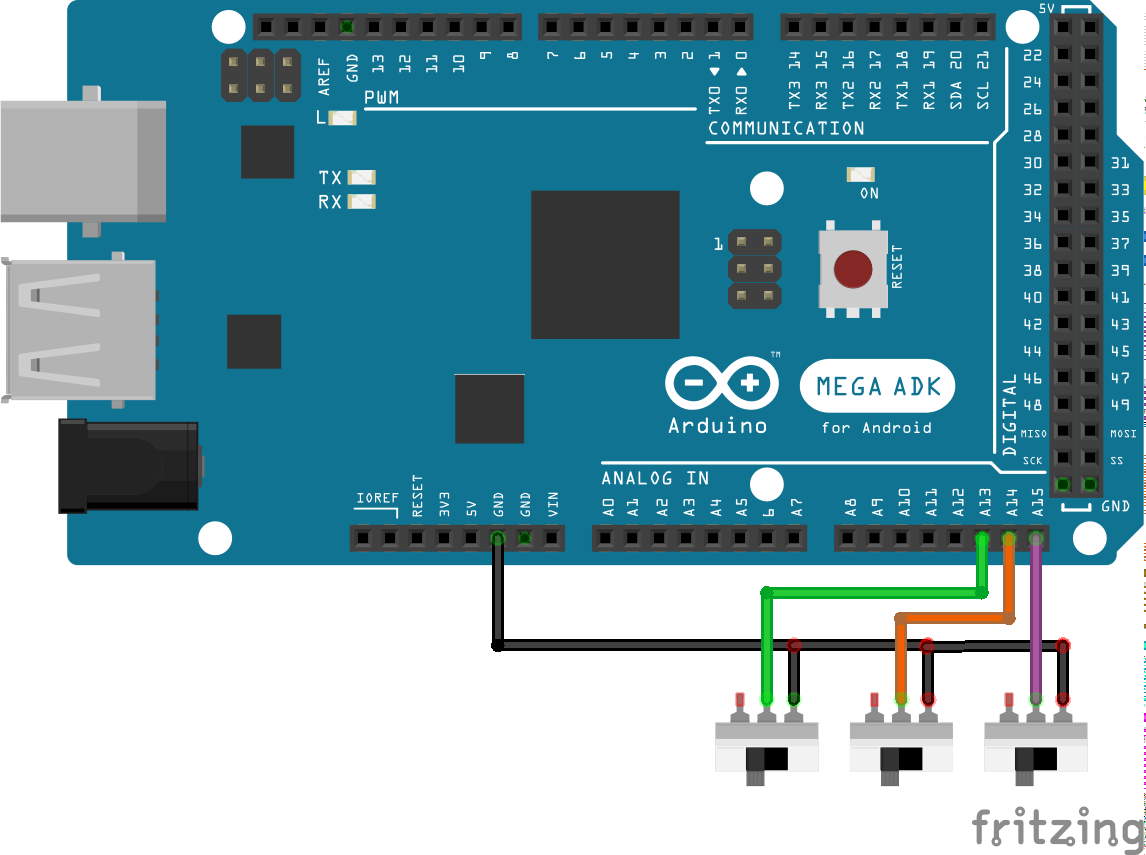 5V
AREF GND 13 12 11 10 9 8 7 6 5 4 3 2 TX0 ◀ 1 RX0 ▶ 0 TX3 14 RX3 15 TX2 16 RX2 17 TX1 18 RX1 19 SDA 20 SCL 21
PWM
L
COMMUNICATION
TX
RX
ON
1
RESET
22
24
26
28
30 31
32 33
34 35
36 37
38 39
40 41
42 43
44 45
46 47
48 49
MISO MOSI
SCK SS
GND
DIGITAL
TM
MEGA ADK
Arduino
for Android
ANALOG IN
IOREF RESET 3V3 5V GND GND VIN A0 A1 A2 A3 A4 A5 6 A7 A8 A9 A10 A11 A12 A13 A14 A15
fritzing